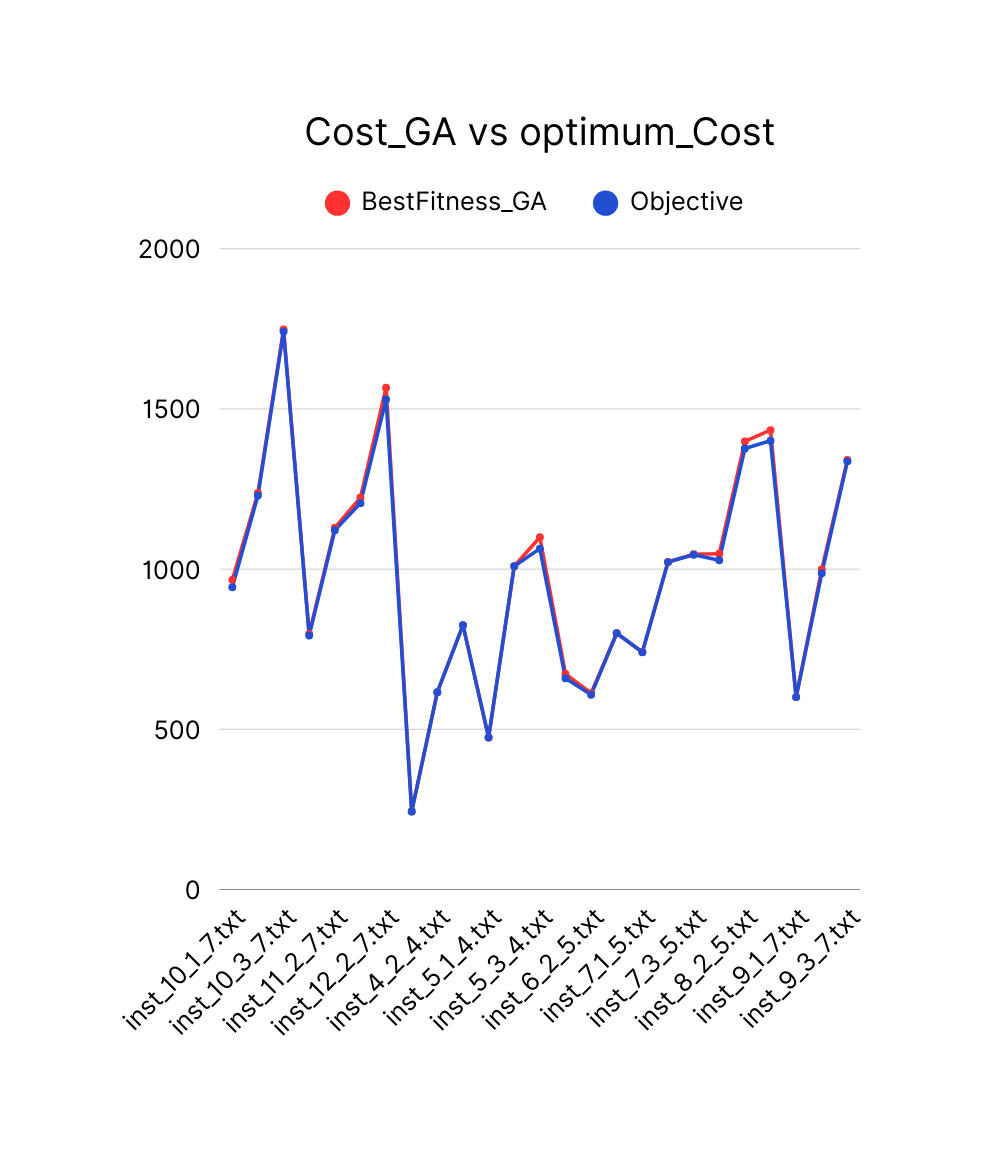 Cost_GA vs optimum_Cost
BestFitness_GA
Objective
2000
1500
1000
500
0
inst_10_1_7.txt
inst_10_3_7.txt
inst_11_2_7.txt
inst_12_2_7.txt
inst_4_2_4.txt
inst_5_1_4.txt
inst_5_3_4.txt
inst_6_2_5.txt
inst_7_1_5.txt
inst_7_3_5.txt
inst_8_2_5.txt
inst_9_1_7.txt
inst_9_3_7.txt